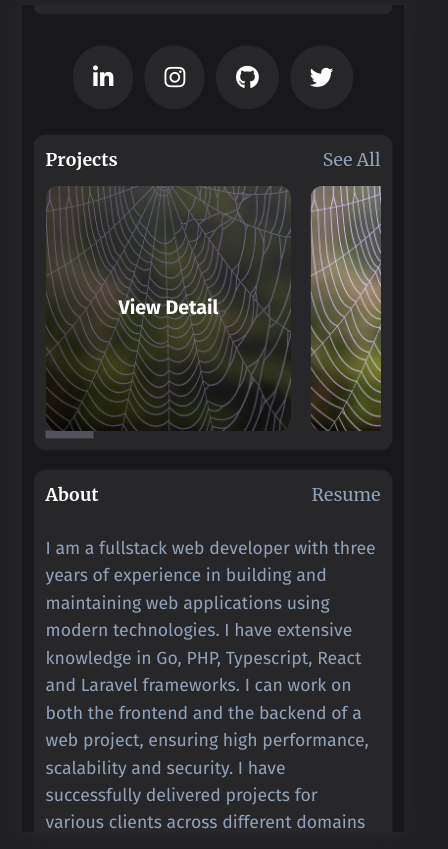 in
Projects
See All
View Detail
About
Resume
I am a fullstack web developer with three
years of experience in building and
maintaining web applications using
modern technologies. I have extensive
knowledge in Go, PHP, Typescript, React
and Laravel frameworks. I can work on
both the frontend and the backend of a
web project, ensuring high performance,
scalability and security. I have
successfully delivered projects for
various clients across different domains